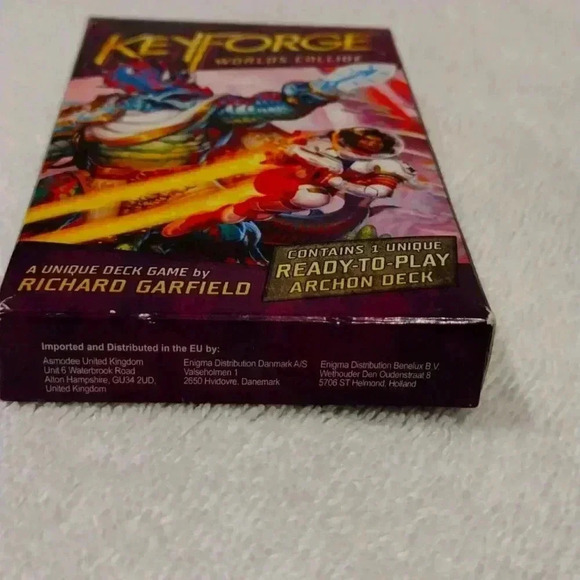 KEYFORGE
WORLDS COLLIDE
A UNIQUE DECK GAME by
RICHARD GARFIELD
CONTAINS 1 UNIQUE
READY-TO-PLAY
ARCHON DECK
Imported and Distributed in the EU by:
Asmodee United Kingdom
Unit 6 Waterbrook Road
Alton Hampshire, GU34 2UD,
United Kingdom
Enigma Distribution Danmark A/S
Valseholmen 1
2650 Hvidovre, Danemark
Enigma Distribution Benelux B.V.
Wethouder Den Oudenstraat 8
5706 ST Helmond, Holland